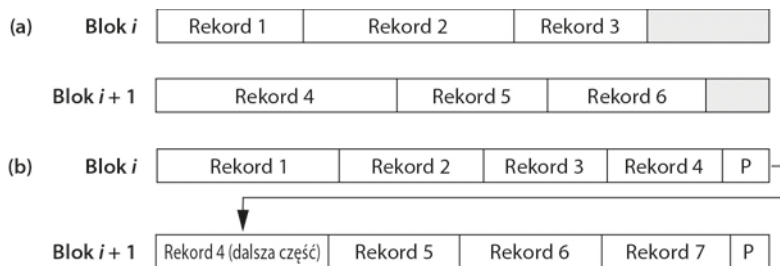 (a) Blok i Rekord 1 Rekord 2 Rekord 3
Blok i + 1 Rekord 4 Rekord 5 Rekord 6
(b) Blok i Rekord 1 Rekord 2 Rekord 3 Rekord 4 P
Blok i + 1 Rekord 4 (dalsza część) Rekord 5 Rekord 6 Rekord 7 P